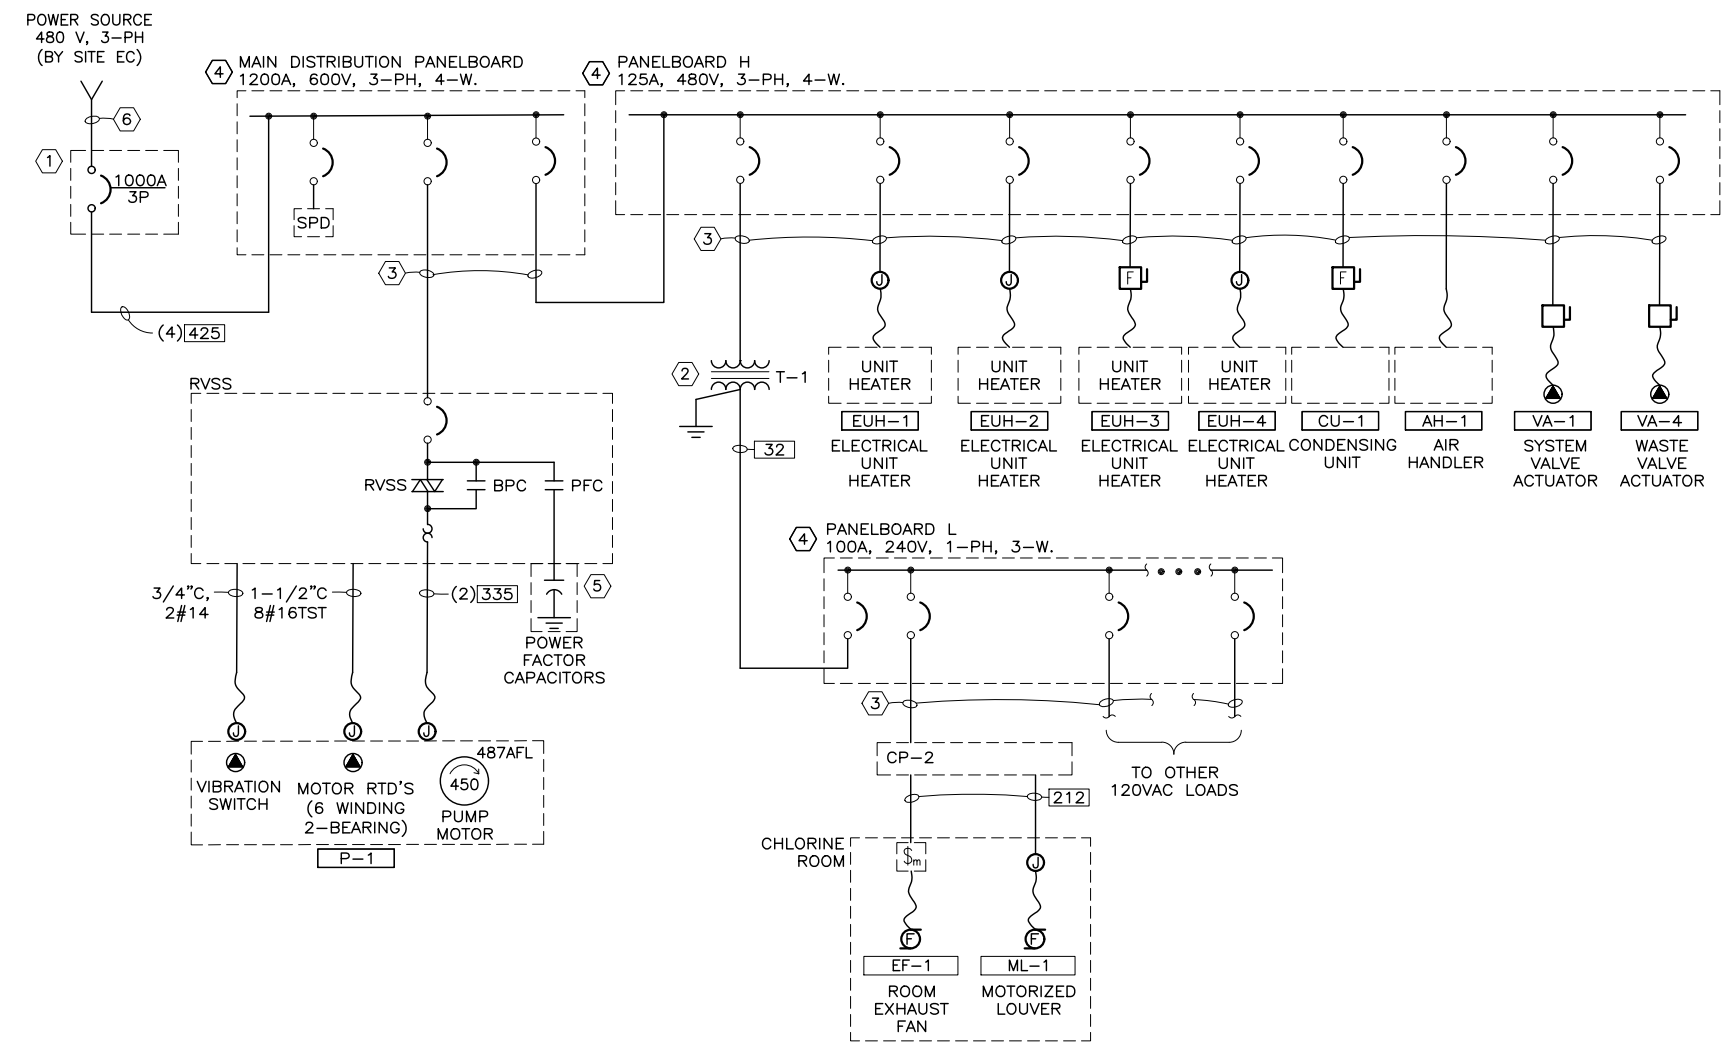 POWER SOURCE
480 V, 3-PH
(BY SITE EC)
6
1
1000A
3P
(4) 425
4
MAIN DISTRIBUTION PANELBOARD
1200A, 600V, 3-PH, 4-W.
SPD
3
4
PANELBOARD H
125A, 480V, 3-PH, 4-W.
3
J
J
F
J
F
2
T-1
32
UNIT
HEATER
EUH-1
ELECTRICAL
UNIT
HEATER
UNIT
HEATER
EUH-2
ELECTRICAL
UNIT
HEATER
UNIT
HEATER
EUH-3
ELECTRICAL
UNIT
HEATER
UNIT
HEATER
EUH-4
ELECTRICAL
UNIT
HEATER
CU-1
CONDENSING
UNIT
AH-1
AIR
HANDLER
VA-1
SYSTEM
VALVE
ACTUATOR
VA-4
WASTE
VALVE
ACTUATOR
RVSS
RVSS
BPC
PFC
3/4"C,
2#14
1-1/2"C
8#16TST
(2) 335
5
POWER
FACTOR
CAPACITORS
J
J
J
VIBRATION
SWITCH
MOTOR RTD'S
(6 WINDING
2-BEARING)
487AFL
450
PUMP
MOTOR
P-1
4
PANELBOARD L
100A, 240V, 1-PH, 3-W.
3
CP-2
TO OTHER
120VAC LOADS
212
CHLORINE
ROOM
$m
J
F
F
EF-1
ROOM
EXHAUST
FAN
ML-1
MOTORIZED
LOUVER